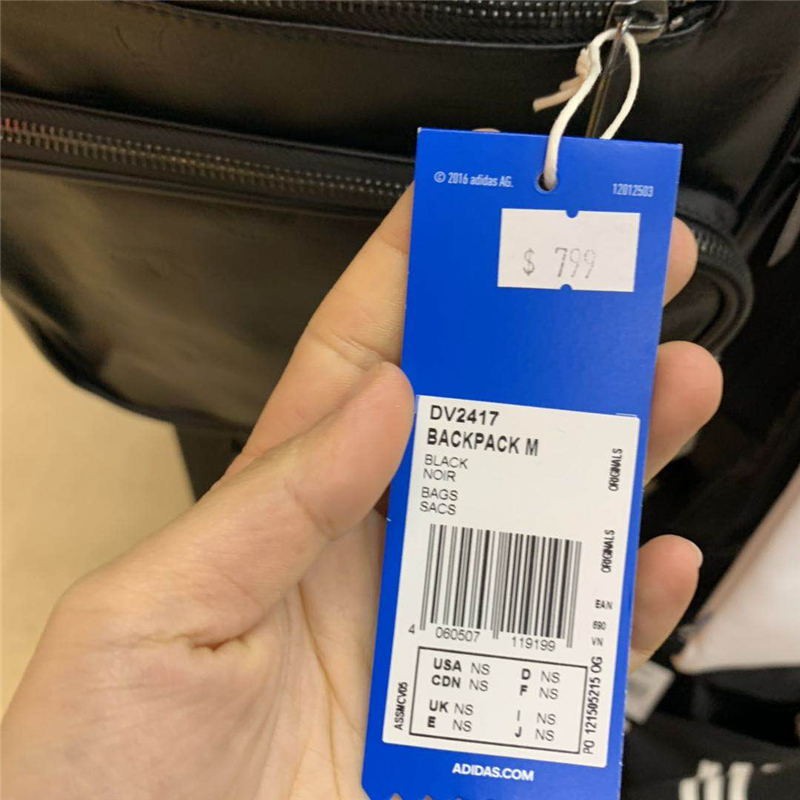 © 2016 adidas AG.
12012503
$ 799
DV2417
BACKPACK M
BLACK
NOIR
BAGS
SACS
ORIGINALS
ORIGINALS
EAN
690
VN
4 060507 119199
ASSMCV05
USA NS D NS
CDN NS F NS
UK NS I NS
E NS J NS
PO 121505215 OG
ADIDAS.COM